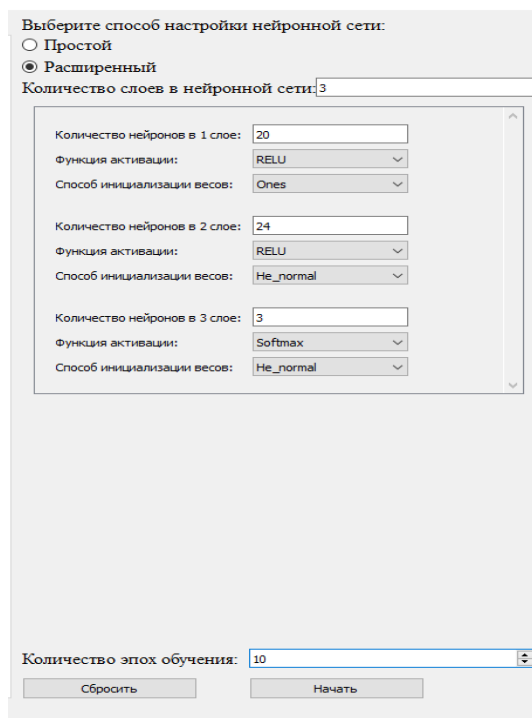 Выберите способ настройки нейронной сети:
Простой
Расширенный
Количество слоев в нейронной сети: 3
Количество нейронов в 1 слое: 20
Функция активации: RELU
Способ инициализации весов: Ones
Количество нейронов в 2 слое: 24
Функция активации: RELU
Способ инициализации весов: He_normal
Количество нейронов в 3 слое: 3
Функция активации: Softmax
Способ инициализации весов: He_normal
Количество эпох обучения: 10
Сбросить Начать